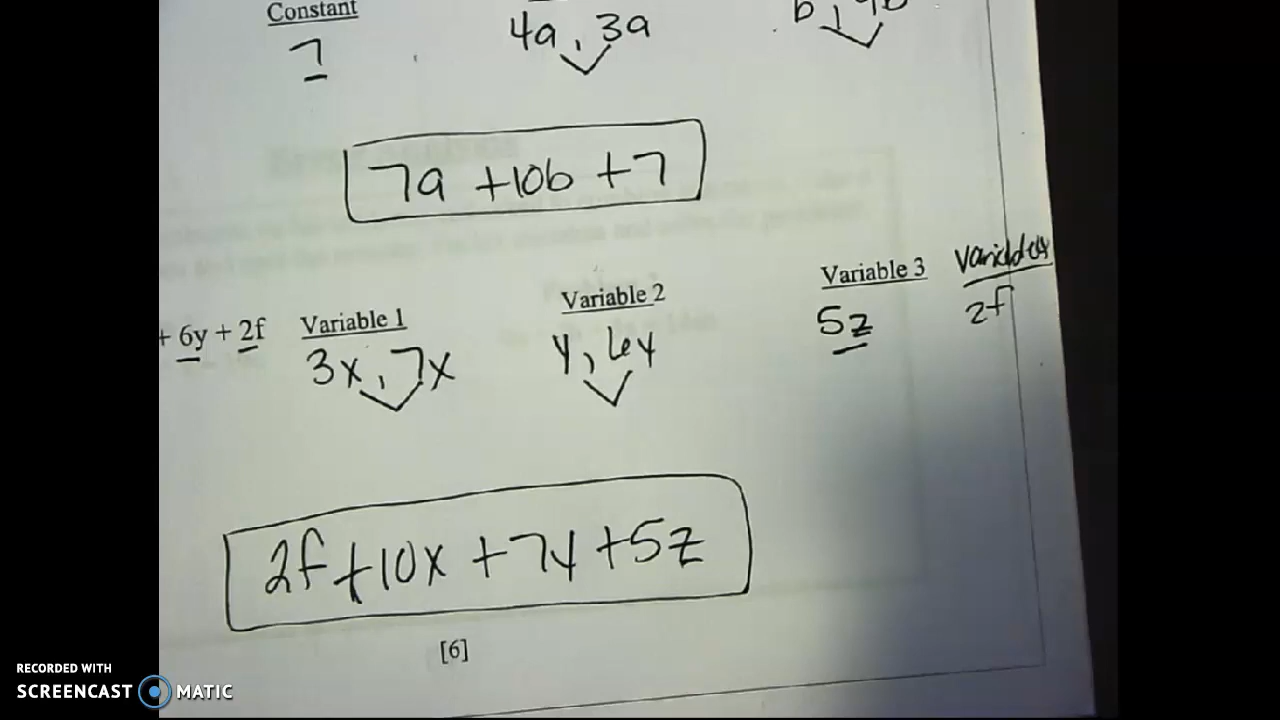 Constant
7
4a, 3a
b, 9b
7a +10b +7
+ 6y + 2f
Variable 1
3x, 7x
Variable 2
y, 6y
Variable 3
5z
2f
2f +10x +7y +5z
[6]
RECORDED WITH
SCREENCAST MATIC